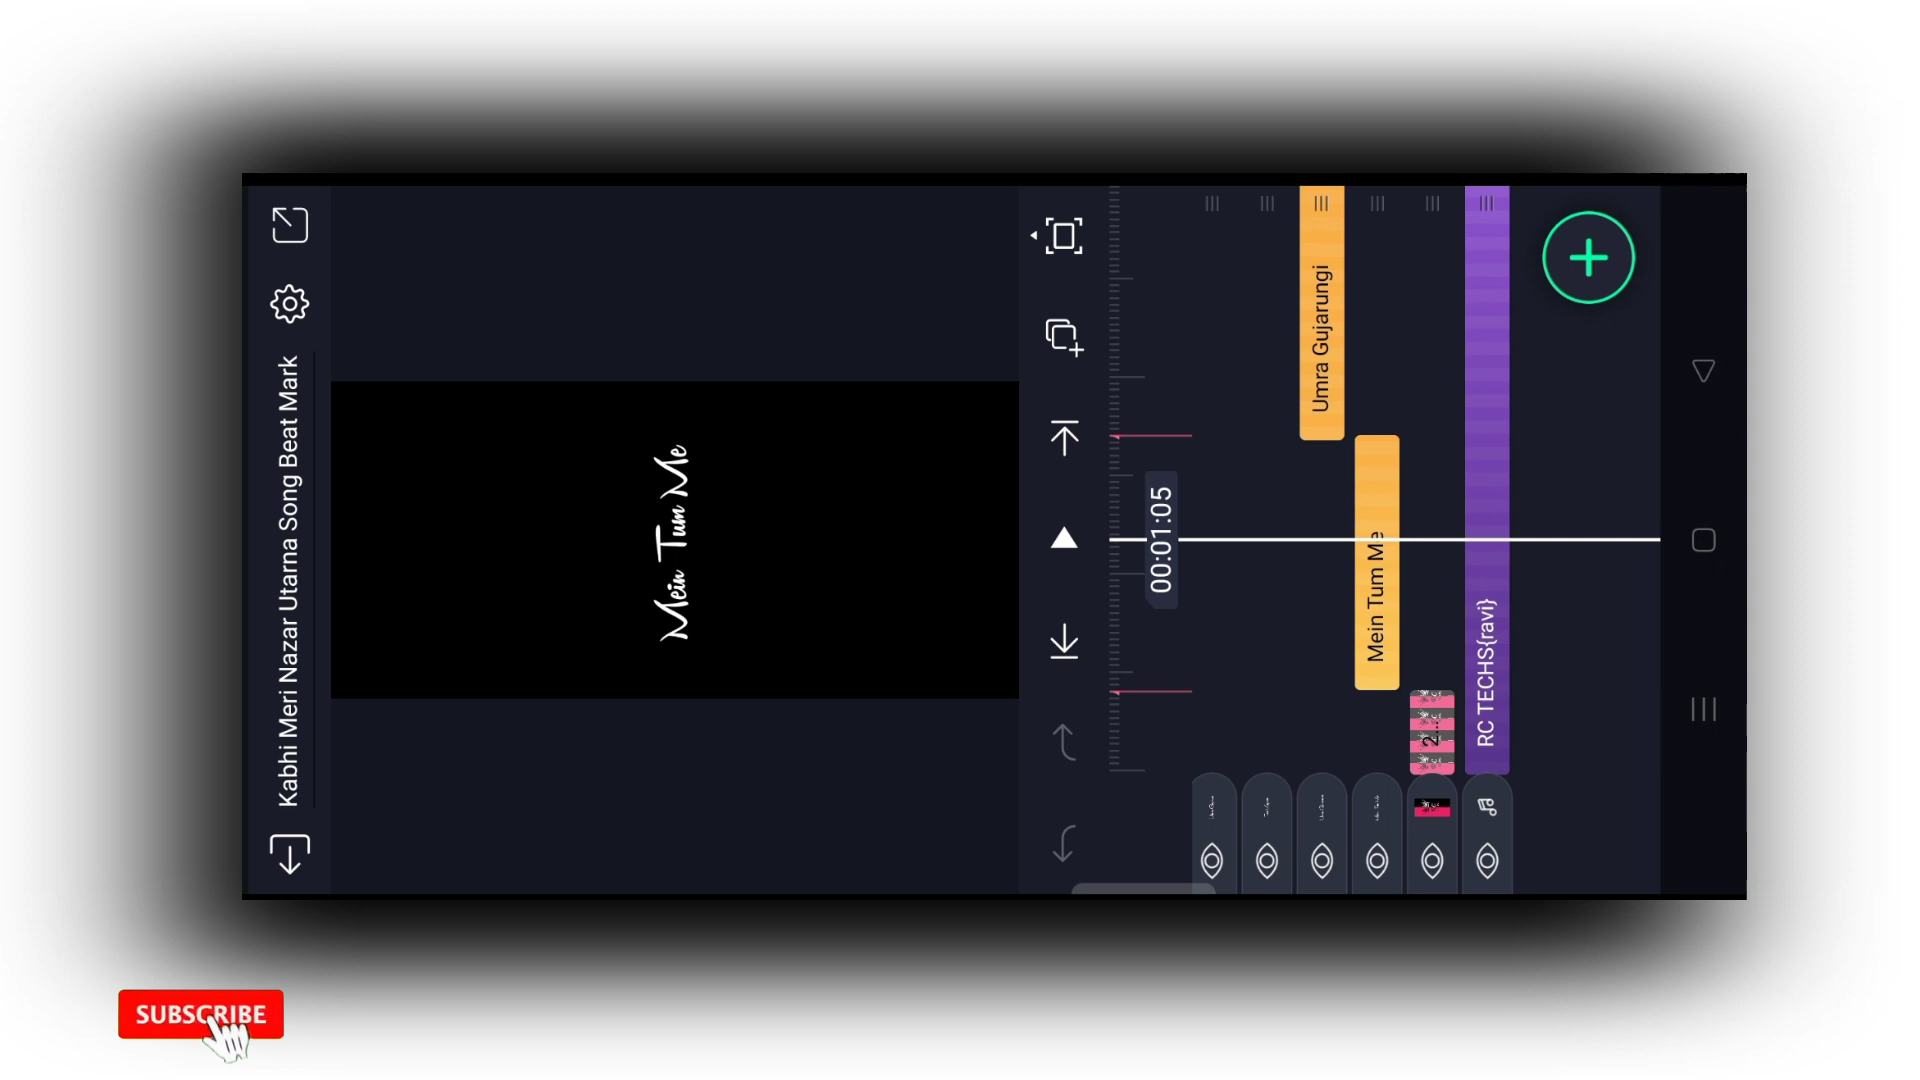 Kabhi Meri Nazar Utarna Song Beat Mark
Mein Tum Me
00:01:05
Umra Gujarungi
Mein Tum Me
2...
RC TECHS{ravi}
SUBSCRIBE